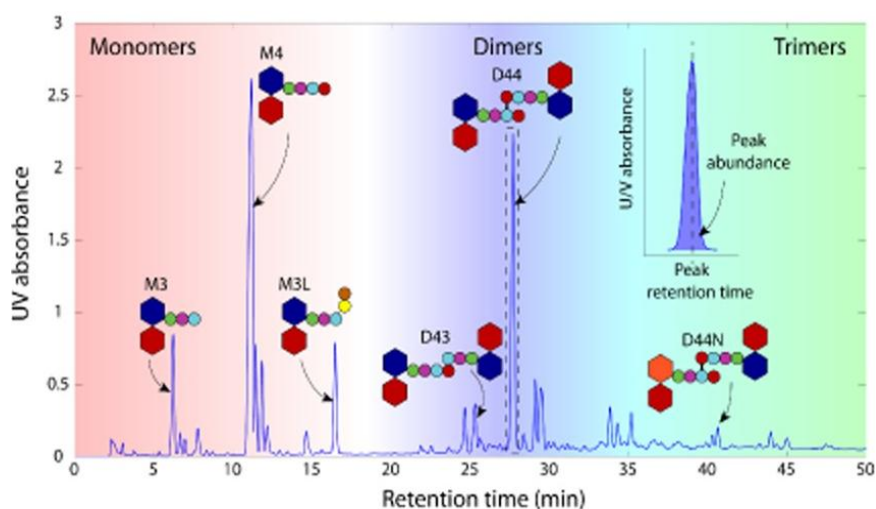 Monomers
Dimers
Trimers
M4
D44
M3
M3L
D43
D44N
UV absorbance
3
2.5
2
1.5
1
0.5
0
0
5
10
15
20
25
30
35
40
45
50
Retention time (min)
U/V absorbance
Peak
abundance
Peak
retention time